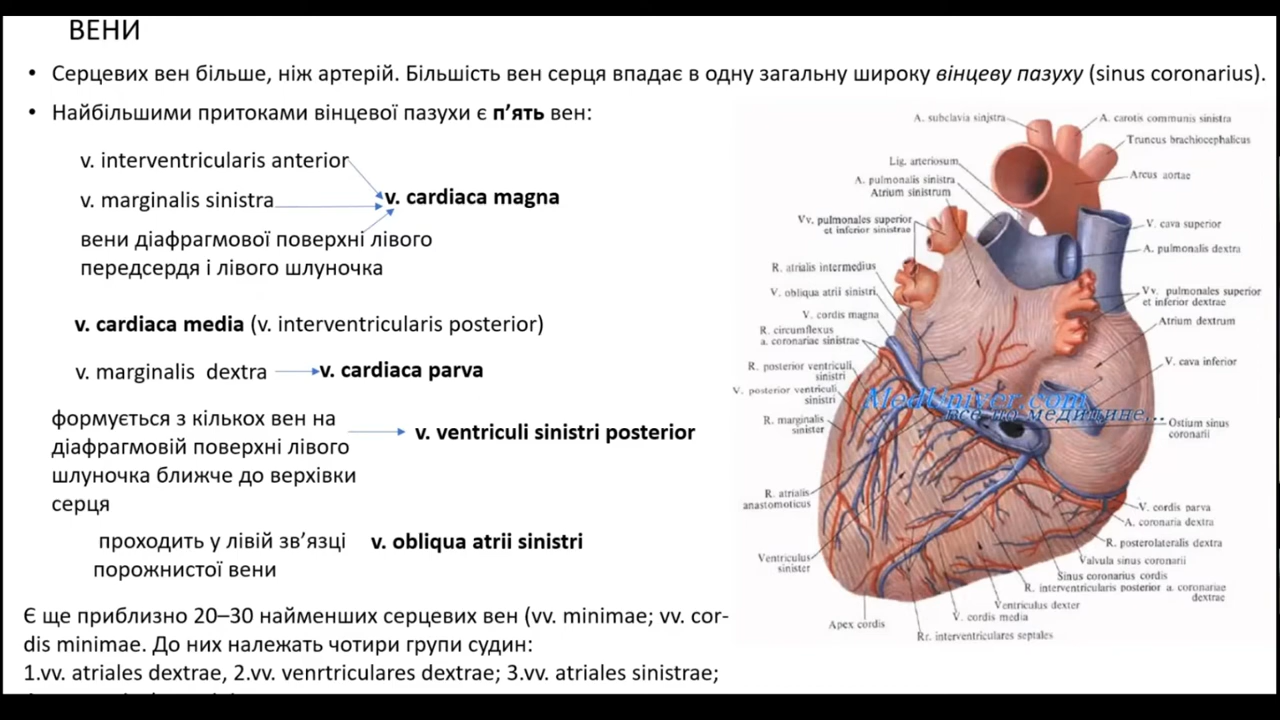 ВЕНИ
• Серцевих вен більше, ніж артерій. Більшість вен серця впадає в одну загальну широку вінцеву пазуху (sinus coronarius).
• Найбільшими притоками вінцевої пазухи є п’ять вен:
v. interventricularis anterior
v. marginalis sinistra
v. cardiaca magna
вени діафрагмової поверхні лівого
передсердя і лівого шлуночка
v. cardiaca media (v. interventricularis posterior)
v. marginalis dextra
v. cardiaca parva
формується з кількох вен на
діафрагмовій поверхні лівого
шлуночка ближче до верхівки
серця
v. ventriculi sinistri posterior
проходить у лівій зв’язці
порожнистої вени
v. obliqua atrii sinistri
Є ще приблизно 20–30 найменших серцевих вен (vv. minimae; vv. cor-
dis minimae. До них належать чотири групи судин:
1.vv. atriales dextrae, 2.vv. venrtriculares dextrae; 3.vv. atriales sinistrae;
A. subclavia sinistra
Lig. arteriosum
A. pulmonalis sinistra
Atrium sinistrum
Vv. pulmonales superior
et inferior sinistrae
R. atrialis intermedius
V. obliqua atrii sinistri
V. cordis magna
R. circumflexus
a. coronariae sinistrae
R. posterior ventriculi
sinistri
V. posterior ventriculi
sinistri
R. marginalis
sinister
R. atrialis
anastomoticus
Ventriculus
sinister
Apex cordis
A. carotis communis sinistra
Truncus brachiocephalicus
Arcus aortae
V. cava superior
A. pulmonalis dextra
Vv. pulmonales superior
et inferior dextrae
Atrium dextrum
V. cava inferior
Ostium sinus
coronarii
V. cordis parva
A. coronaria dextra
R. posterolateralis dextra
Valvula sinus coronarii
Sinus coronarius cordis
R. interventricularis posterior a. coronariae
dextrae
Ventriculus dexter
V. cordis media
Rr. interventriculares septales
MedUniver.com
Все по медицине...